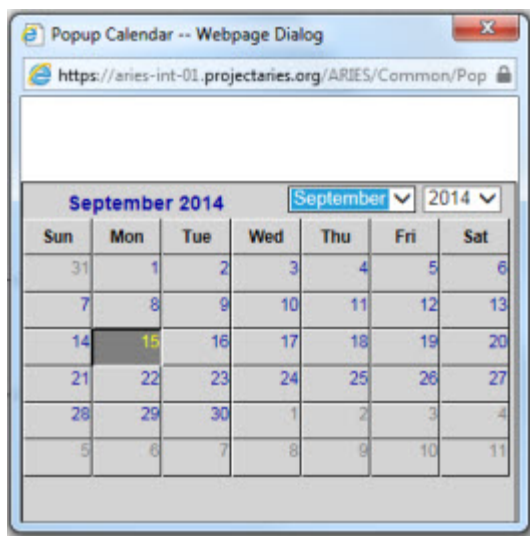 Popup Calendar -- Webpage Dialog
https://aries-int-01.projectaries.org/ARIES/Common/Pop
September 2014 September 2014
Sun Mon Tue Wed Thu Fri Sat
31 1 2 3 4 5 6
7 8 9 10 11 12 13
14 15 16 17 18 19 20
21 22 23 24 25 26 27
28 29 30 1 2 3 4
5 6 7 8 9 10 11